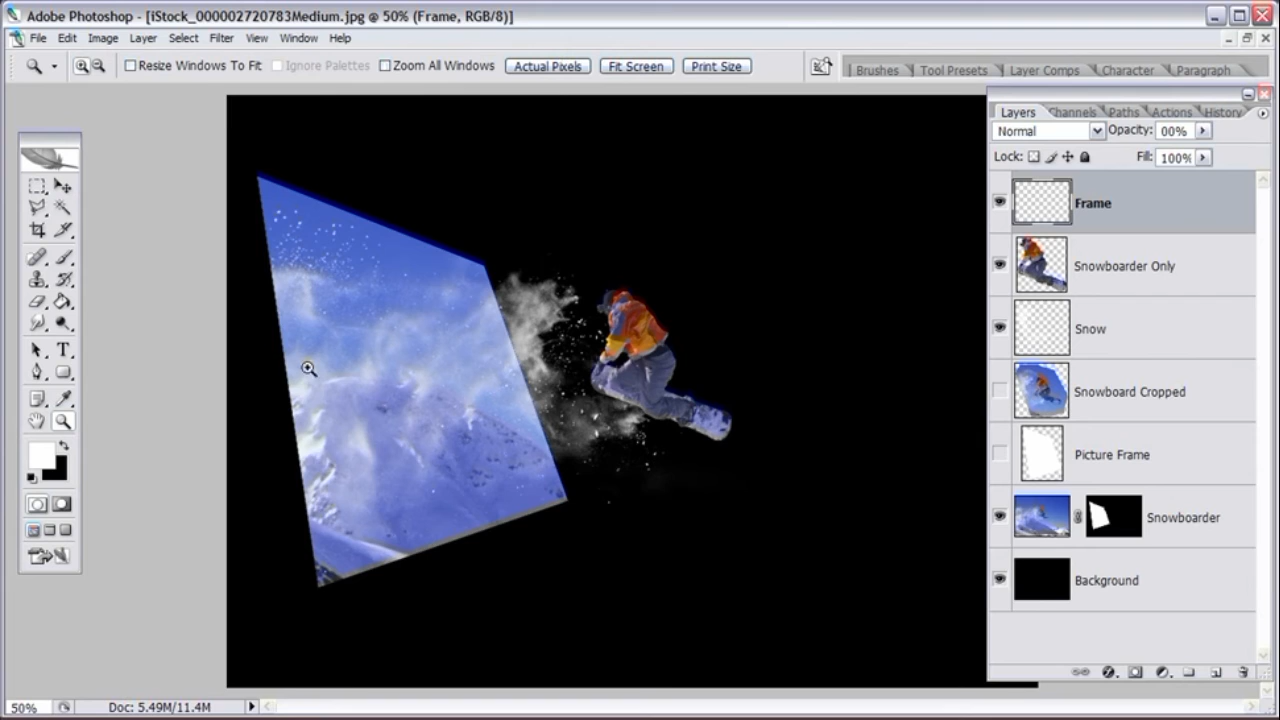 Adobe Photoshop - [iStock_000002720783Medium.jpg @ 50% (Frame, RGB/8)]
File Edit Image Layer Select Filter View Window Help
Resize Windows To Fit Ignore Palettes Zoom All Windows Actual Pixels Fit Screen Print Size Brushes Tool Presets Layer Comps Character Paragraph
Layers Channels Paths Actions History
Normal Opacity: 00%
Lock: Fill: 100%
Frame
Snowboarder Only
Snow
Snowboard Cropped
Picture Frame
Snowboarder
Background
50% Doc: 5.49M/11.4M